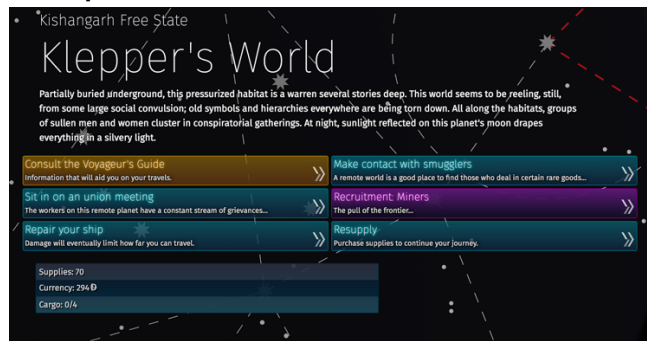 Kishangarh Free State
Klepper's World
Partially buried underground, this pressurized habitat is a warren several stories deep. This world seems to be reeling, still,
from some large social convulsion; old symbols and hierarchies everywhere are being torn down. All along the habitats, groups
of sullen men and women cluster in conspiratorial gatherings. At night, sunlight reflected on this planet's moon drapes
everything in a silvery light.
Consult the Voyageur's Guide
Information that will aid you on your travels.
Make contact with smugglers
A remote world is a good place to find those who deal in certain rare goods...
Sit in on an union meeting
The workers on this remote planet have a constant stream of grievances...
Recruitment: Miners
The pull of the frontier...
Repair your ship
Damage will eventually limit how far you can travel.
Resupply
Purchase supplies to continue your journey.
Supplies: 70
Currency: 294
Cargo: 0/4